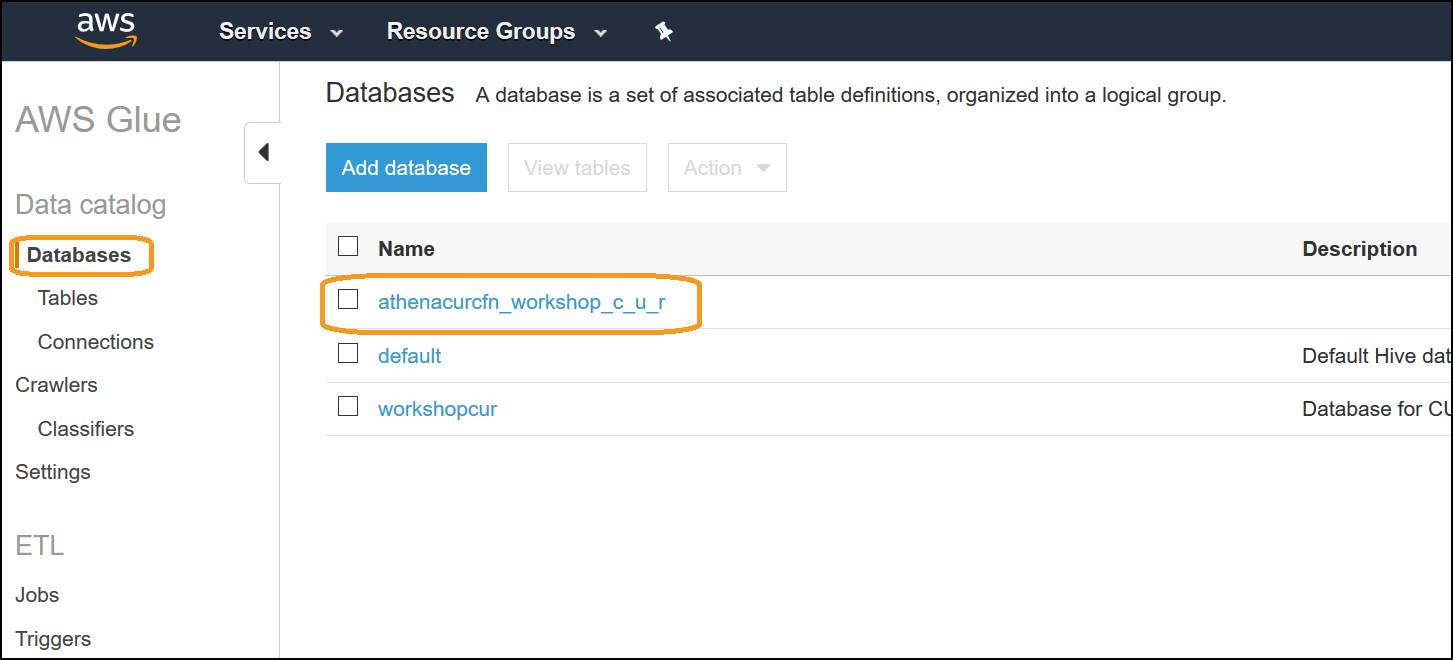 aws Services Resource Groups
AWS Glue
Data catalog
Databases
Tables
Connections
Crawlers
Classifiers
Settings
ETL
Jobs
Triggers
Databases A database is a set of associated table definitions, organized into a logical group.
Add database View tables Action
Name Description
athenacurcfn_workshop_c_u_r
default Default Hive dat
workshopcur Database for CU